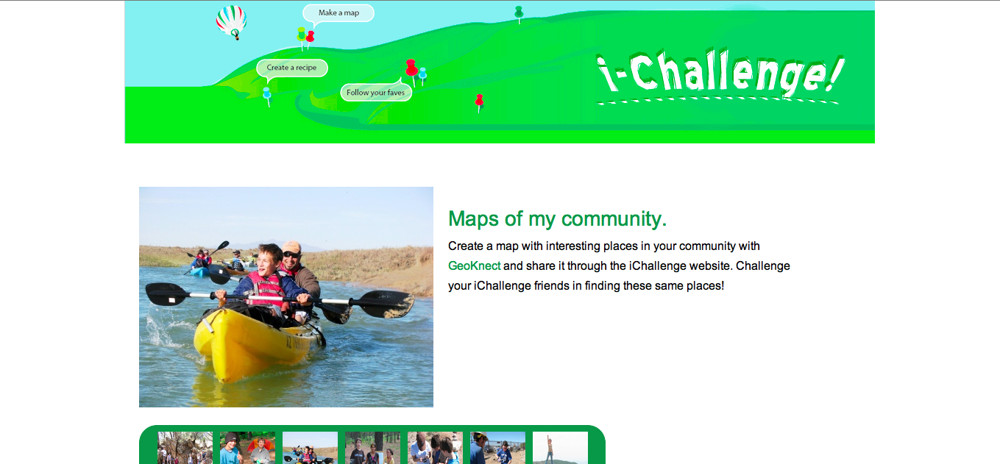 Make a map
Create a recipe
Follow your faves
i-Challenge!
Maps of my community.
Create a map with interesting places in your community with
GeoKnect and share it through the iChallenge website. Challenge
your iChallenge friends in finding these same places!